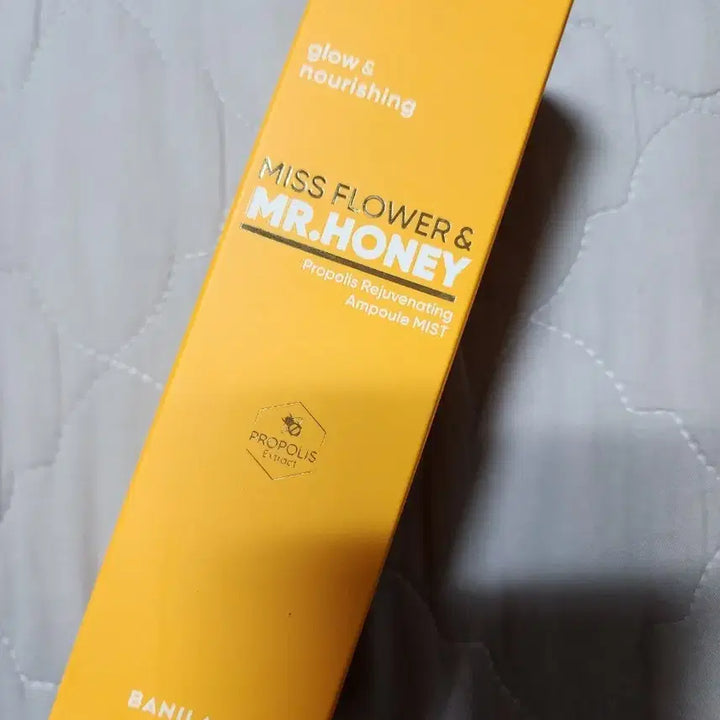 glow &
nourishing
MISS FLOWER &
MR.HONEY
Propolis Rejuvenating
Ampoule MIST
PROPOLIS
Extract